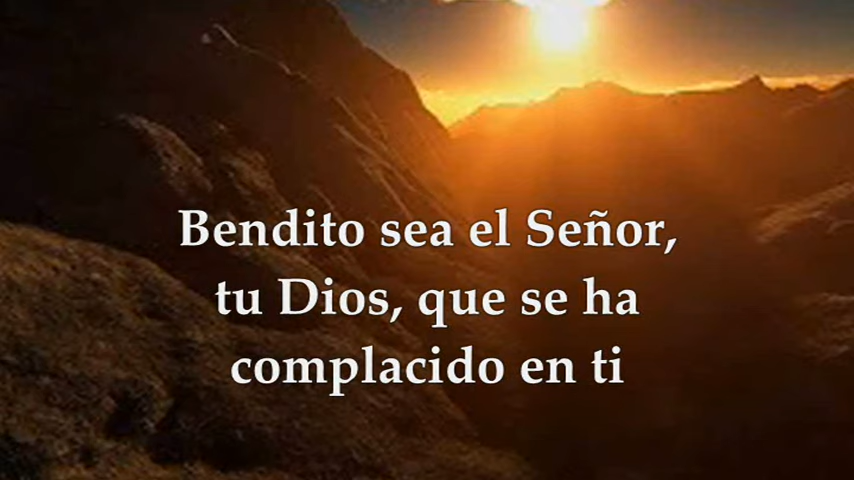 Bendito sea el Señor,
tu Dios, que se ha
complacido en ti